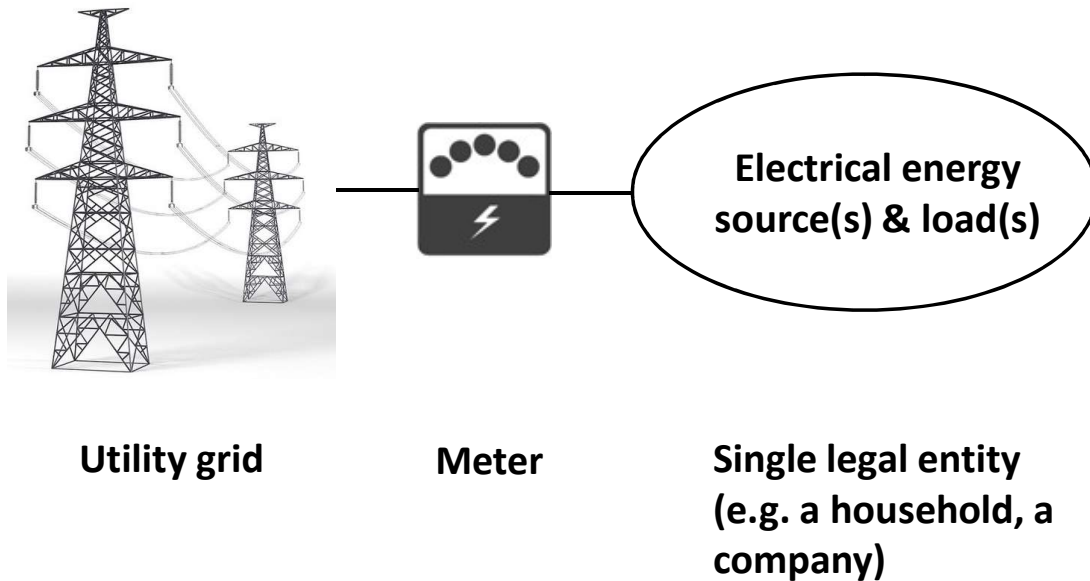 Electrical energy
source(s) & load(s)
Utility grid
Meter
Single legal entity
(e.g. a household, a
company)